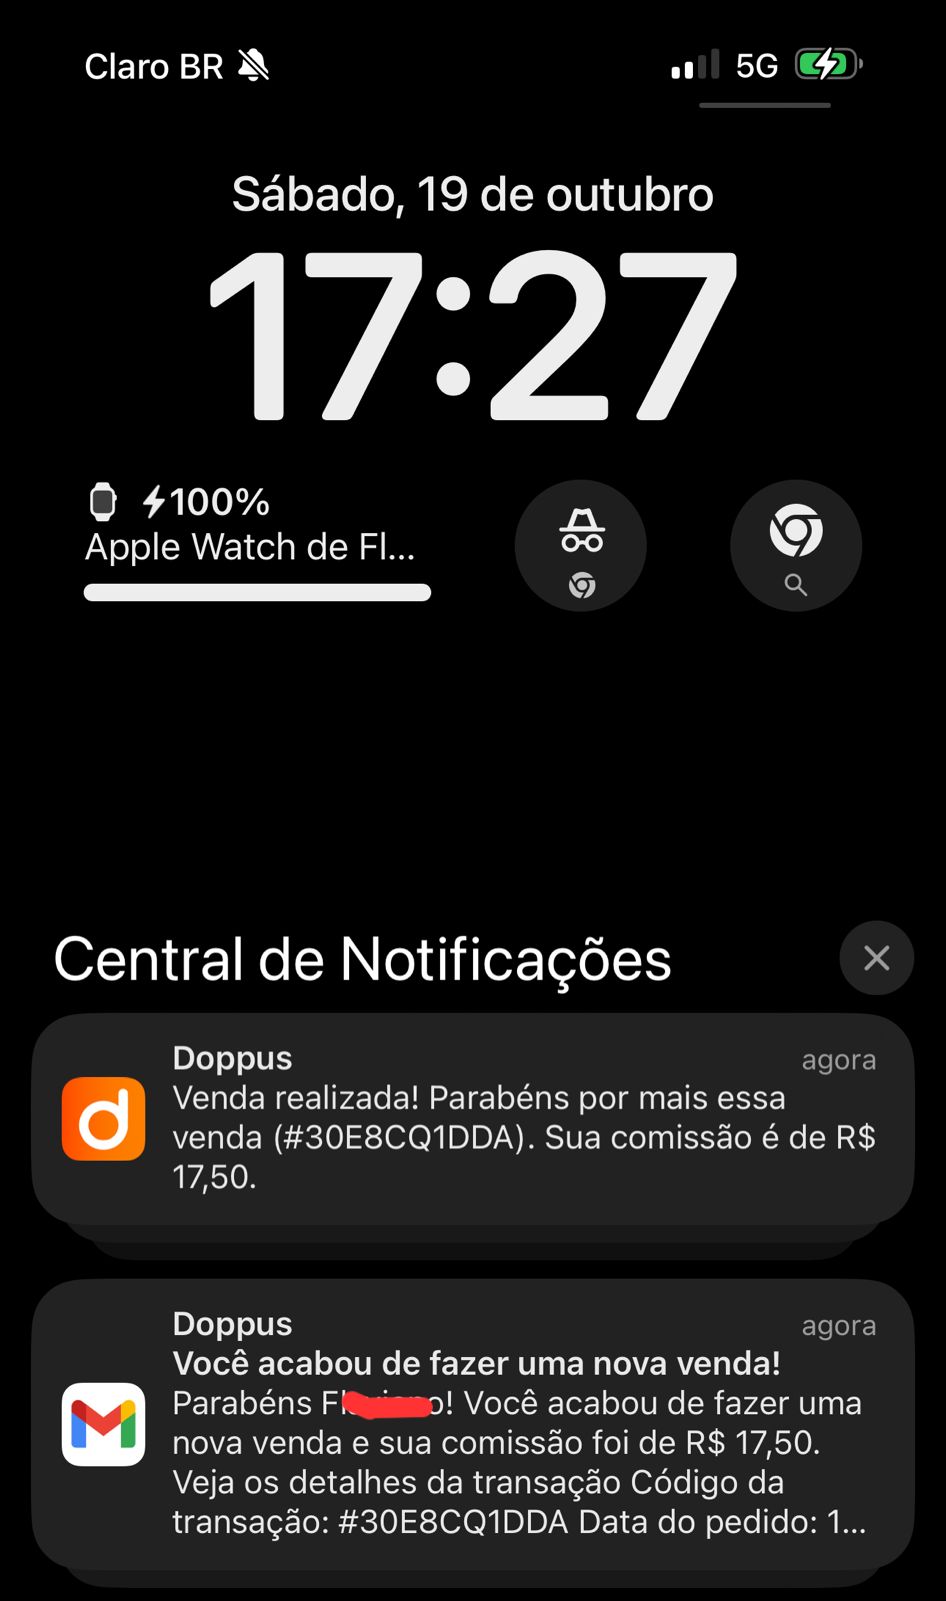 Claro BR
5G
Sábado, 19 de outubro
17:27
100%
Apple Watch de Fl...
Central de Notificações
Doppus
agora
Venda realizada! Parabéns por mais essa
venda (#30E8CQ1DDA). Sua comissão é de R$
17,50.
Doppus
agora
Você acabou de fazer uma nova venda!
Parabéns ! Você acabou de fazer uma
nova venda e sua comissão foi de R$ 17,50.
Veja os detalhes da transação Código da
transação: #30E8CQ1DDA Data do pedido: 1...